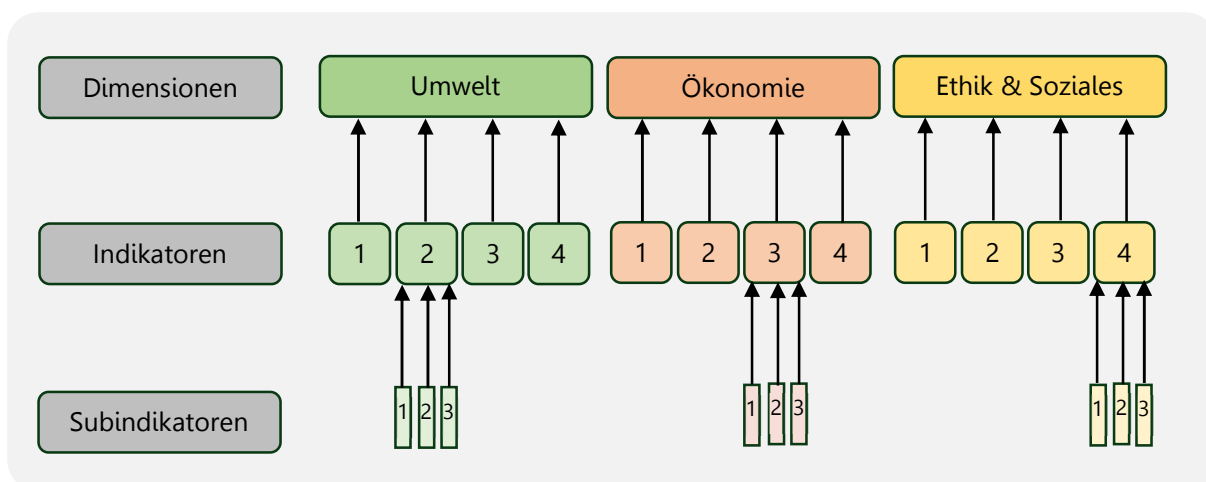 Dimensionen Umwelt Ökonomie Ethik & Soziales
Indikatoren 1 2 3 4 1 2 3 4 1 2 3 4
Subindikatoren 1 2 3 1 2 3 1 2 3